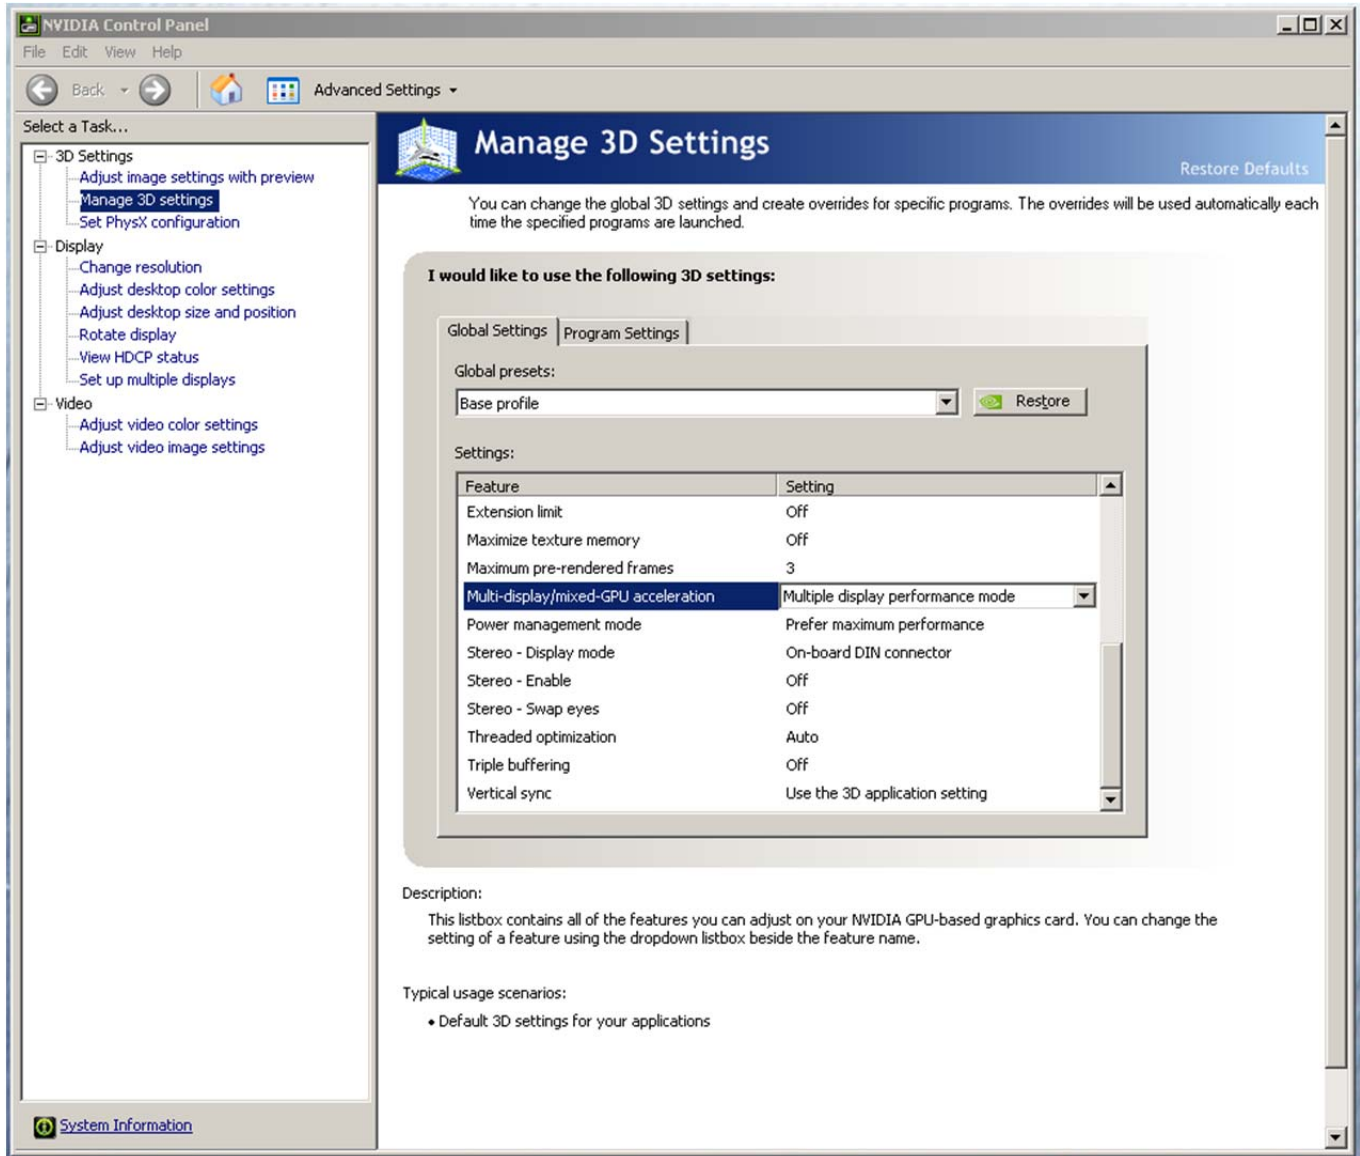 NVIDIA Control Panel
File Edit View Help
Back Advanced Settings
Select a Task...
3D Settings
Adjust image settings with preview
Manage 3D settings
Set PhysX configuration
Display
Change resolution
Adjust desktop color settings
Adjust desktop size and position
Rotate display
View HDCP status
Set up multiple displays
Video
Adjust video color settings
Adjust video image settings
System Information
Manage 3D Settings
Restore Defaults
You can change the global 3D settings and create overrides for specific programs. The overrides will be used automatically each
time the specified programs are launched.
I would like to use the following 3D settings:
Global Settings Program Settings
Global presets:
Base profile Restore
Settings:
Feature Setting
Extension limit Off
Maximize texture memory Off
Maximum pre-rendered frames 3
Multi-display/mixed-GPU acceleration Multiple display performance mode
Power management mode Prefer maximum performance
Stereo - Display mode On-board DIN connector
Stereo - Enable Off
Stereo - Swap eyes Off
Threaded optimization Auto
Triple buffering Off
Vertical sync Use the 3D application setting
Description:
This listbox contains all of the features you can adjust on your NVIDIA GPU-based graphics card. You can change the
setting of a feature using the dropdown listbox beside the feature name.
Typical usage scenarios:
• Default 3D settings for your applications